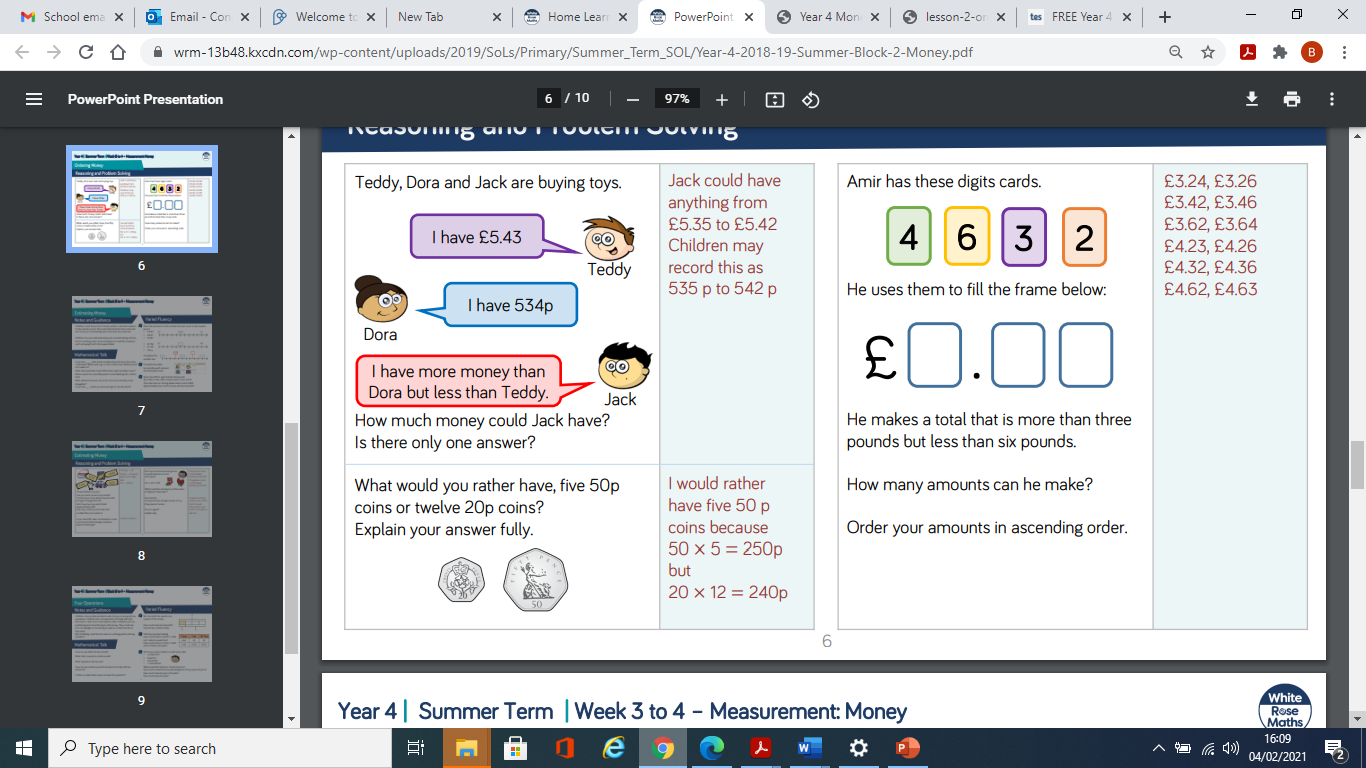 School ema
Email - Con
Welcome to
New Tab
Home Learn
PowerPoint
Year 4 Mon
lesson-2-or
tes
FREE Year 4
wrm-13b48.kxcdn.com/wp-content/uploads/2019/SoLs/Primary/Summer_Term_SOL/Year-4-2018-19-Summer-Block-2-Money.pdf
B
PowerPoint Presentation
6 / 10
97%
6
7
8
9
Reasoning and Problem Solving
Teddy, Dora and Jack are buying toys.
I have £5.43
Teddy
I have 534p
Dora
I have more money than
Dora but less than Teddy.
Jack
How much money could Jack have?
Is there only one answer?
Jack could have
anything from
£5.35 to £5.42
Children may
record this as
535 p to 542 p
What would you rather have, five 50p
coins or twelve 20p coins?
Explain your answer fully.
50
I would rather
have five 50 p
coins because
50 × 5 = 250p
but
20 × 12 = 240p
Amir has these digits cards.
4 6 3 2
He uses them to fill the frame below:
£ .
He makes a total that is more than three
pounds but less than six pounds.
How many amounts can he make?
Order your amounts in ascending order.
£3.24, £3.26
£3.42, £3.46
£3.62, £3.64
£4.23, £4.26
£4.32, £4.36
£4.62, £4.63
6
Year 4 | Summer Term | Week 3 to 4 – Measurement: Money
White
Rose
Maths
Type here to search
16:09
04/02/2021
2